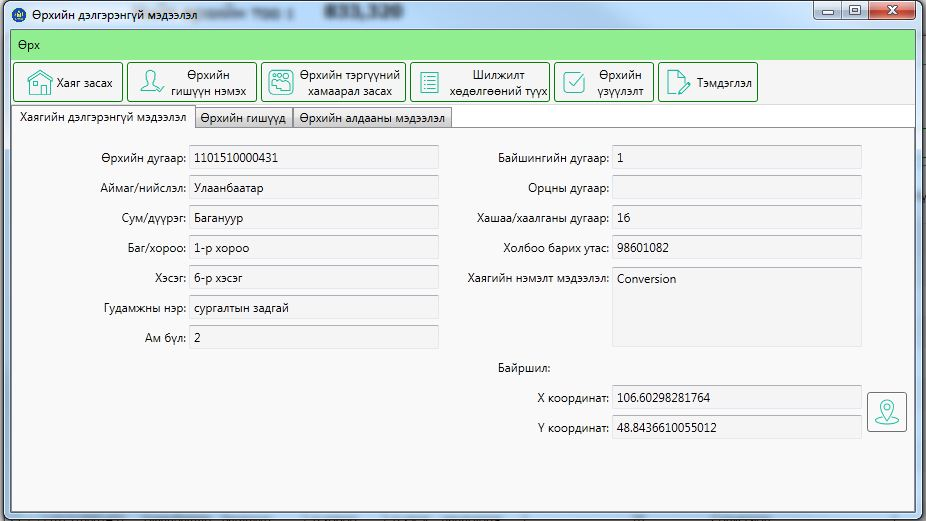 833,320
Өрхийн дэлгэрэнгүй мэдээлэл
Өрх
Хаяг засах
Өрхийн гишүүн нэмэх
Өрхийн тэргүүний хамаарал засах
Шилжилт хөдөлгөөний түүх
Өрхийн үзүүлэлт
Тэмдэглэл
Хаягийн дэлгэрэнгүй мэдээлэл
Өрхийн гишүүд
Өрхийн алдааны мэдээлэл
Өрхийн дугаар: 1101510000431
Аймаг/нийслэл: Улаанбаатар
Сум/дүүрэг: Багануур
Баг/хороо: 1-р хороо
Хэсэг: 6-р хэсэг
Гудамжны нэр: сургалтын задгай
Ам бүл: 2
Байшингийн дугаар: 1
Орцны дугаар:
Хашаа/хаалганы дугаар: 16
Холбоо барих утас: 98601082
Хаягийн нэмэлт мэдээлэл: Conversion
Байршил:
X координат: 106.60298281764
Y координат: 48.8436610055012